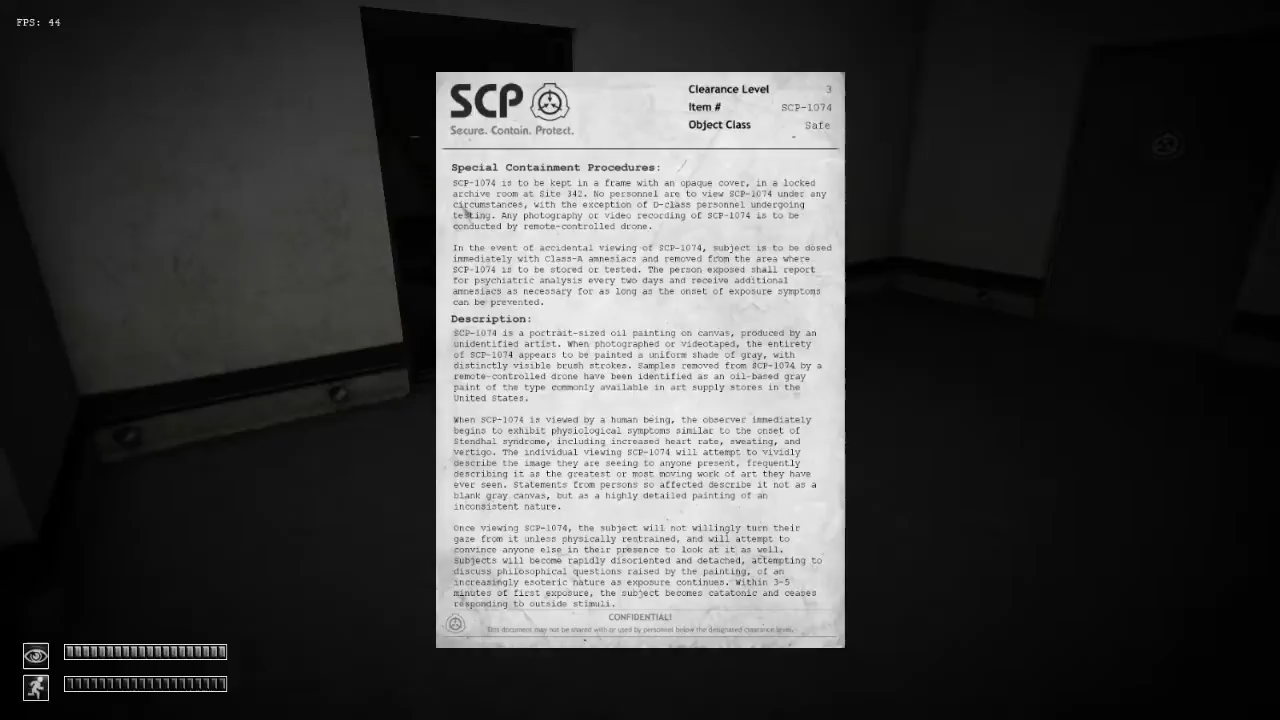 FPS: 44
SCP
Secure. Contain. Protect.
Clearance Level 3
Item # SCP-1074
Object Class Safe
Special Containment Procedures:
SCP-1074 is to be kept in a frame with an opaque cover, in a locked
archive room at Site 342. No personnel are to view SCP-1074 under any
circumstances, with the exception of D-class personnel undergoing
testing. Any photography or video recording of SCP-1074 is to be
conducted by remote-controlled drone.
In the event of accidental viewing of SCP-1074, subject is to be dosed
immediately with Class-A amnesiacs and removed from the area where
SCP-1074 is to be stored or tested. The person exposed shall report
for psychiatric analysis every two days and receive additional
amnesiacs as necessary for as long as the onset of exposure symptoms
can be prevented.
Description:
SCP-1074 is a portrait-sized oil painting on canvas, produced by an
unidentified artist. When photographed or videotaped, the entirety
of SCP-1074 appears to be painted a uniform shade of gray, with
distinctly visible brush strokes. Samples removed from SCP-1074 by a
remote-controlled drone have been identified as an oil-based gray
paint of the type commonly available in art supply stores in the
United States.
When SCP-1074 is viewed by a human being, the observer immediately
begins to exhibit physiological symptoms similar to the onset of
Stendhal syndrome, including increased heart rate, sweating, and
vertigo. The individual viewing SCP-1074 will attempt to vividly
describe the image they are seeing to anyone present, frequently
describing it as the greatest or most moving work of art they have
ever seen. Statements from persons so affected describe it not as a
blank gray canvas, but as a highly detailed painting of an
inconsistent nature.
Once viewing SCP-1074, the subject will not willingly turn their
gaze from it unless physically restrained, and will attempt to
convince anyone else in their presence to look at it as well.
Subjects will become rapidly disoriented and detached, attempting to
discuss philosophical questions raised by the painting, of an
increasingly esoteric nature as exposure continues. Within 3-5
minutes of first exposure, the subject becomes catatonic and ceases
responding to outside stimuli.
CONFIDENTIAL!
This document may not be shared with or used by personnel below the designated clearance level.